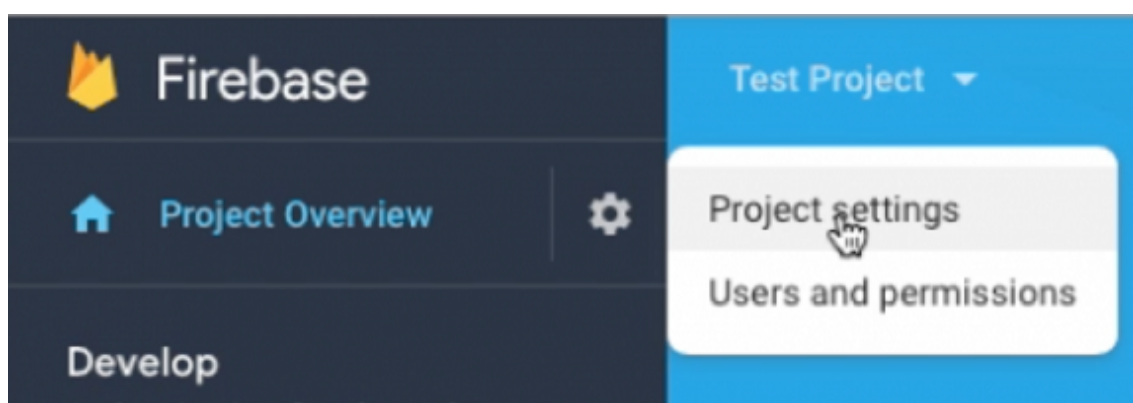 Firebase
Test Project
Project Overview
Project settings
Users and permissions
Develop